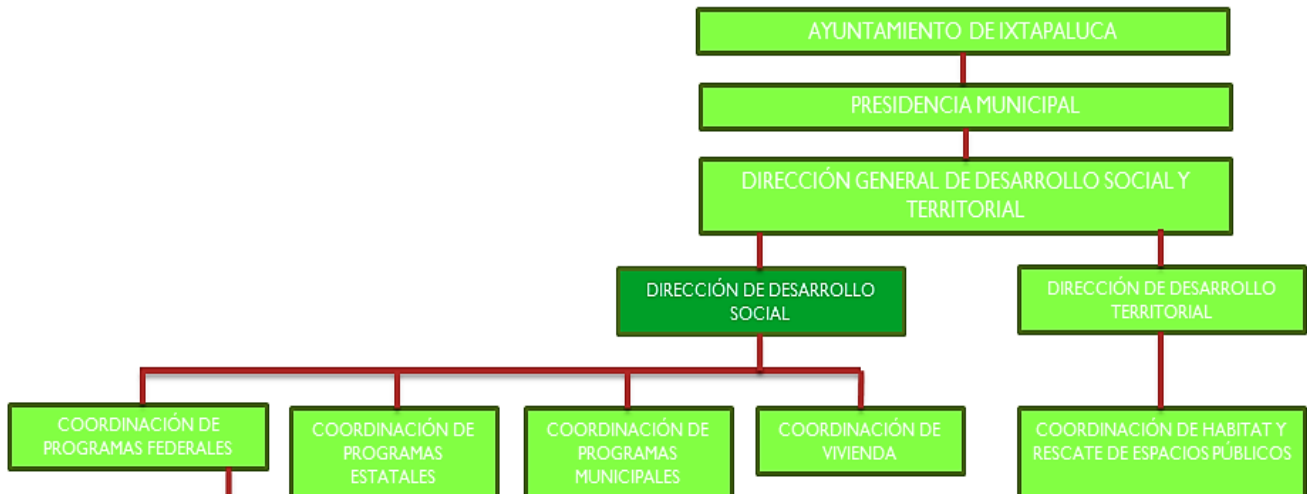 AYUNTAMIENTO DE IXTAPALUCA
PRESIDENCIA MUNICIPAL
DIRECCIÓN GENERAL DE DESARROLLO SOCIAL Y
TERRITORIAL
DIRECCIÓN DE DESARROLLO
SOCIAL
DIRECCIÓN DE DESARROLLO
TERRITORIAL
COORDINACIÓN DE
PROGRAMAS FEDERALES
COORDINACIÓN DE
PROGRAMAS
ESTATALES
COORDINACIÓN DE
PROGRAMAS
MUNICIPALES
COORDINACIÓN DE
VIVIENDA
COORDINACIÓN DE HABITAT Y
RESCATE DE ESPACIOS PÚBLICOS